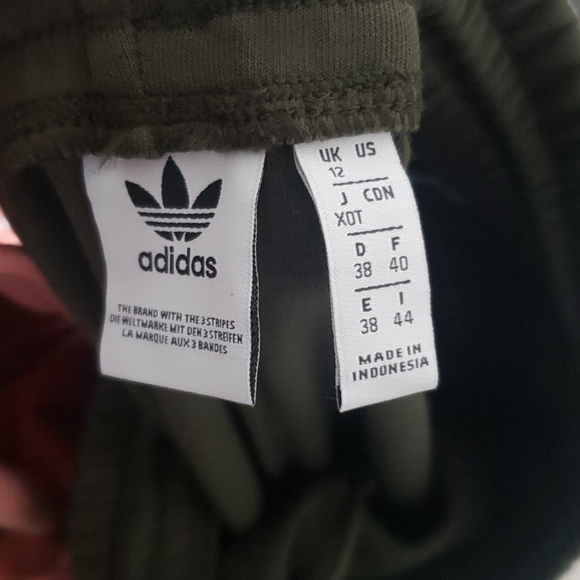 adidas
THE BRAND WITH THE 3 STRIPES
DIE WELTMARKE MIT DEN 3 STREIFEN
LA MARQUE AUX 3 BANDES
UK US
12
J CDN
XOT
D F
38 40
E I
38 44
MADE IN
INDONESIA